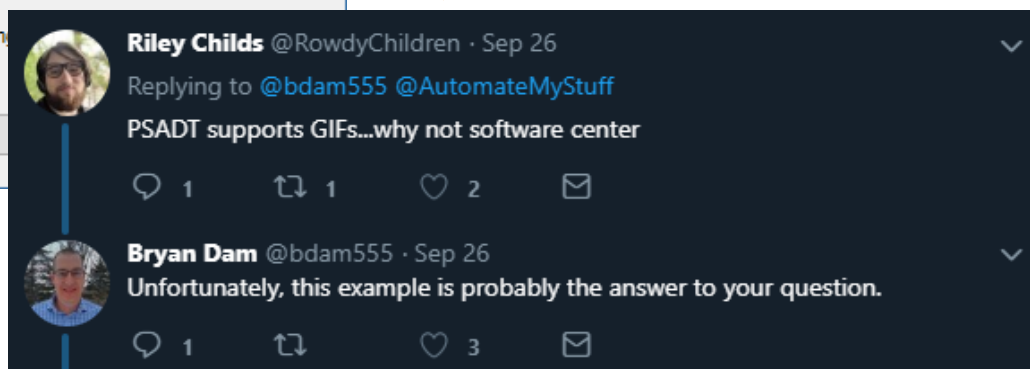 Riley Childs @RowdyChildren · Sep 26
Replying to @bdam555 @AutomateMyStuff
PSADT supports GIFs...why not software center
1 1 2
Bryan Dam @bdam555 · Sep 26
Unfortunately, this example is probably the answer to your question.
1 3